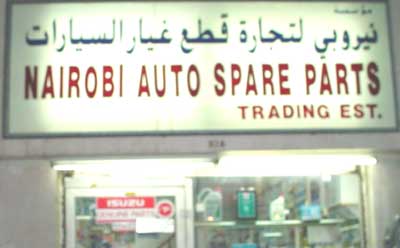 مؤسسة
نيروبي لتجارة قطع غيار السيارات
NAIROBI AUTO SPARE PARTS
TRADING EST.
ISUZU
GENUINE PARTS